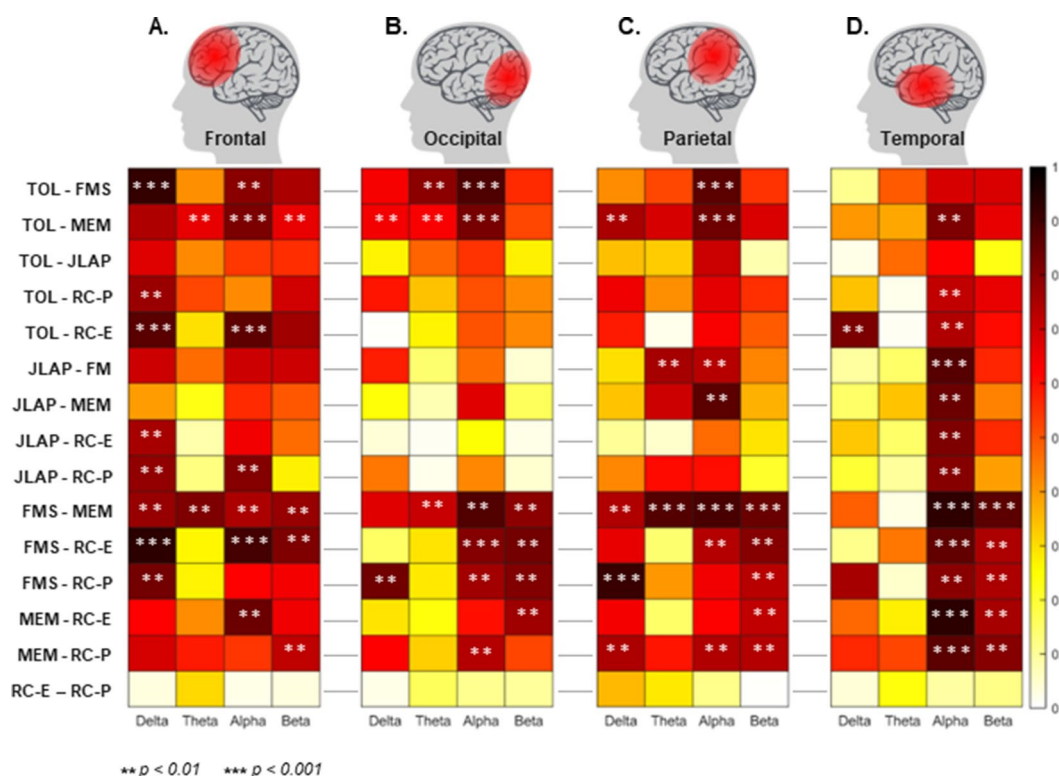 A. B. C. D.
Frontal Occipital Parietal Temporal
TOL - FMS *** ** ** *** ***
TOL - MEM ** *** ** ** ** *** ** *** **
TOL - JLAP
TOL - RC-P ** **
TOL - RC-E *** *** ** **
JLAP - FM ** ** ***
JLAP - MEM ** **
JLAP - RC-E ** **
JLAP - RC-P ** ** **
FMS - MEM ** ** ** ** ** ** ** ** *** *** *** *** ***
FMS - RC-E *** *** ** *** ** ** ** *** **
FMS - RC-P ** ** ** ** *** ** ** **
MEM - RC-E ** ** ** *** **
MEM - RC-P ** ** ** ** ** *** **
RC-E – RC-P
Delta Theta Alpha Beta Delta Theta Alpha Beta Delta Theta Alpha Beta Delta Theta Alpha Beta
1
** p < 0.01 *** p < 0.001